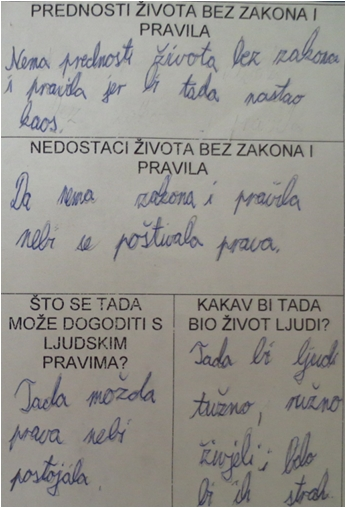 PREDNOSTI ŽIVOTA BEZ ZAKONA I
PRAVILA
Nema prednosti života bez zakona
i pravila jer bi tada nastao
kaos.
NEDOSTACI ŽIVOTA BEZ ZAKONA I
PRAVILA
Da nema zakona i pravila
nebi se poštivala prava.
ŠTO SE TADA
MOŽE DOGODITI S
LJUDSKIM
PRAVIMA?
Tada možda
prava nebi
postojala.
KAKAV BI TADA
BIO ŽIVOT LJUDI?
Tada bi ljudi
tužno, ružno
živjeli i bilo
bi ih strah.